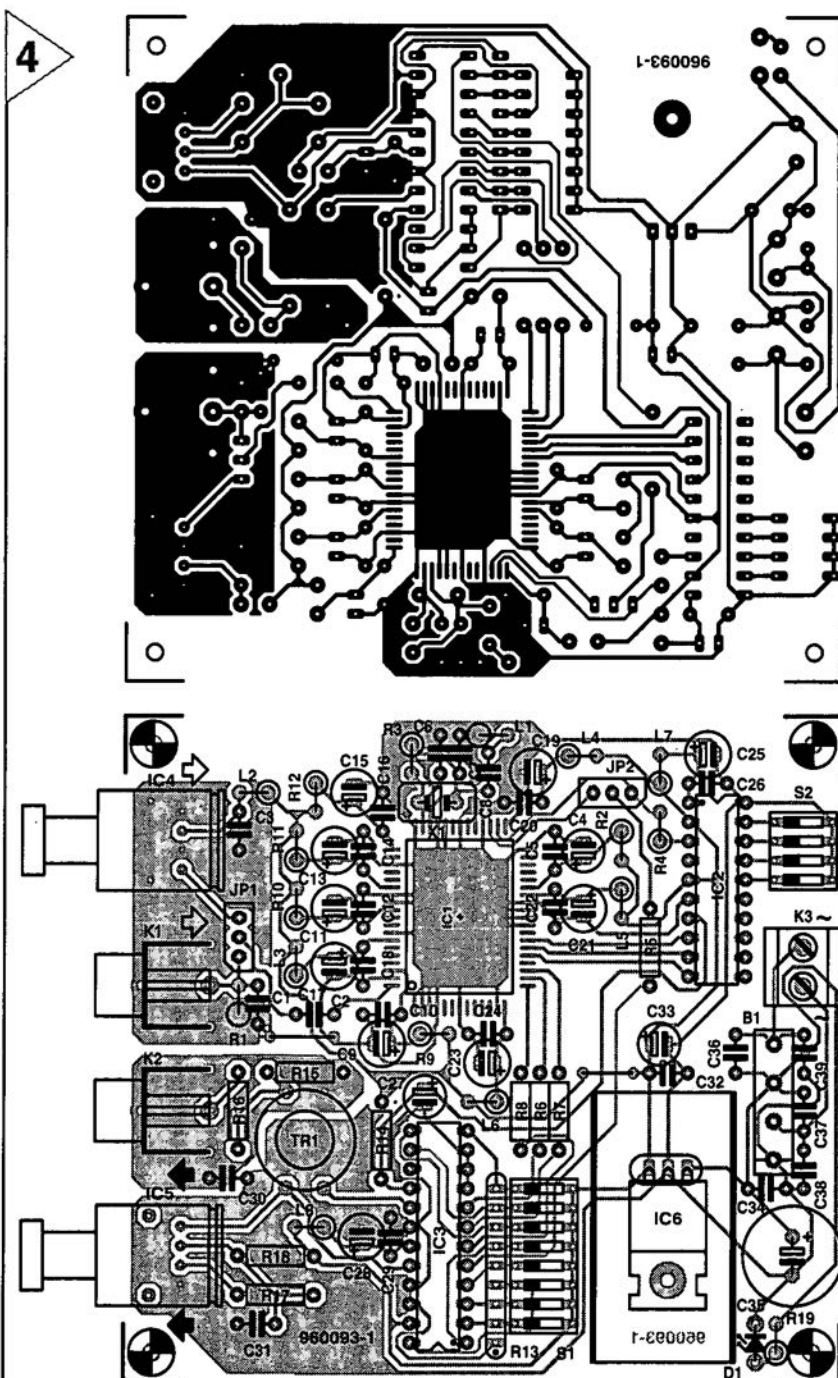 4
960093-1
IC4
L2
R12
C15
R3
C6
L1
C19
L4
L7
C25
C26
S2
C3
C16
X1
C8
C20
JP2
R11
C14
C13
C5
C4
R2
R4
IC2
JP1
R10
C12
IC1
C22
K1
C11
C21
L5
R5
K3
~
L3
C18
C17
C1
C2
R1
C10
C24
C33
C36
B1
~
C39
C9
R9
C23
C32
K2
R15
R16
C27
L6
R8
R6
R7
C37
TR1
R14
C38
C30
C34
IC5
L8
IC3
IC6
R18
C28
C29
+
R17
C35
R19
C31
960093-1
R13
S1
960093-1
D1